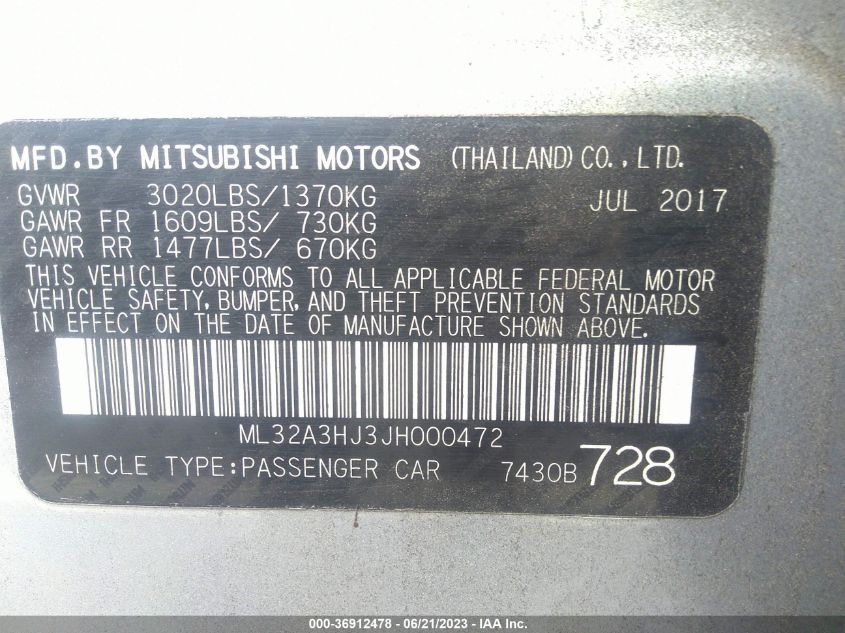 MFD.BY MITSUBISHI MOTORS (THAILAND) CO., LTD.
GVWR 3020LBS/1370KG JUL 2017
GAWR FR 1609LBS/ 730KG
GAWR RR 1477LBS/ 670KG
THIS VEHICLE CONFORMS TO ALL APPLICABLE FEDERAL MOTOR
VEHICLE SAFETY, BUMPER, AND THEFT PREVENTION STANDARDS
IN EFFECT ON THE DATE OF MANUFACTURE SHOWN ABOVE.
ML32A3HJ3JH000472
VEHICLE TYPE:PASSENGER CAR 7430B 728
000-36912478 - 06/21/2023 - IAA Inc.